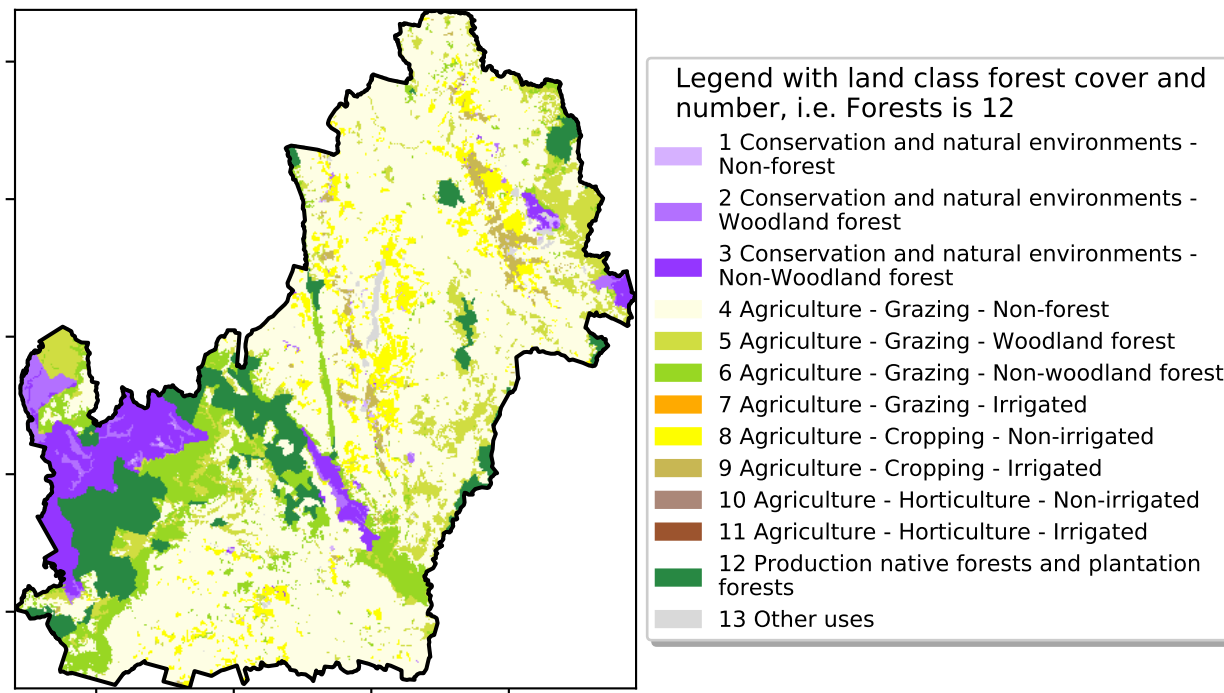 Legend with land class forest cover and
number, i.e. Forests is 12
1 Conservation and natural environments -
Non-forest
2 Conservation and natural environments -
Woodland forest
3 Conservation and natural environments -
Non-Woodland forest
4 Agriculture - Grazing - Non-forest
5 Agriculture - Grazing - Woodland forest
6 Agriculture - Grazing - Non-woodland forest
7 Agriculture - Grazing - Irrigated
8 Agriculture - Cropping - Non-irrigated
9 Agriculture - Cropping - Irrigated
10 Agriculture - Horticulture - Non-irrigated
11 Agriculture - Horticulture - Irrigated
12 Production native forests and plantation
forests
13 Other uses